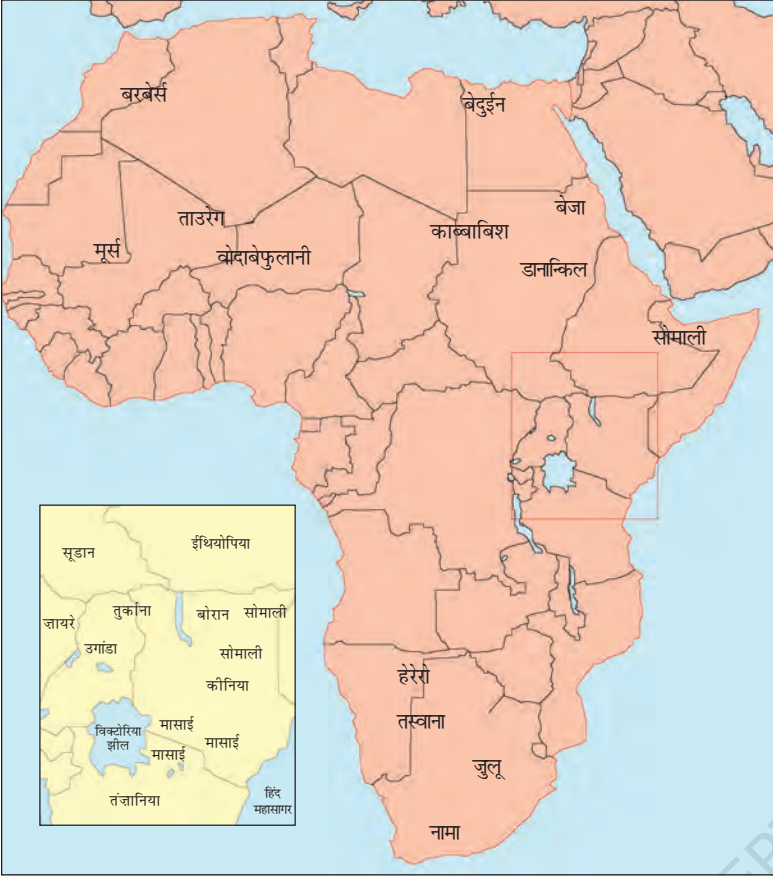 बरबेर्स
बेदुईन
ताउरेग
बेजा
मूर्स
वोदाबेफुलानी
काब्बाबिश
डानान्किल
सोमाली
सूडान
ईथियोपिया
ज़ायरे
तुर्काना
बोरान
सोमाली
उगांडा
सोमाली
कीनिया
विक्टोरिया
झील
मासाई
मासाई
मासाई
तंज़ानिया
हिंद
महासागर
हेरेरो
तस्वाना
जुलू
नामा